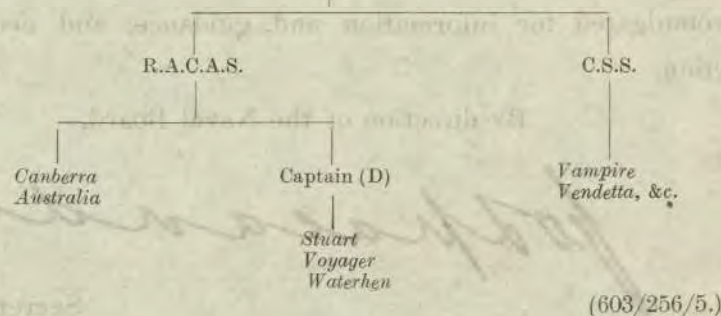 R.A.C.A.S. C.S.S.
Canberra Captain (D) Vampire
Australia Vendetta, &c.
Stuart
Voyager
Waterhen
(603/256/5.)